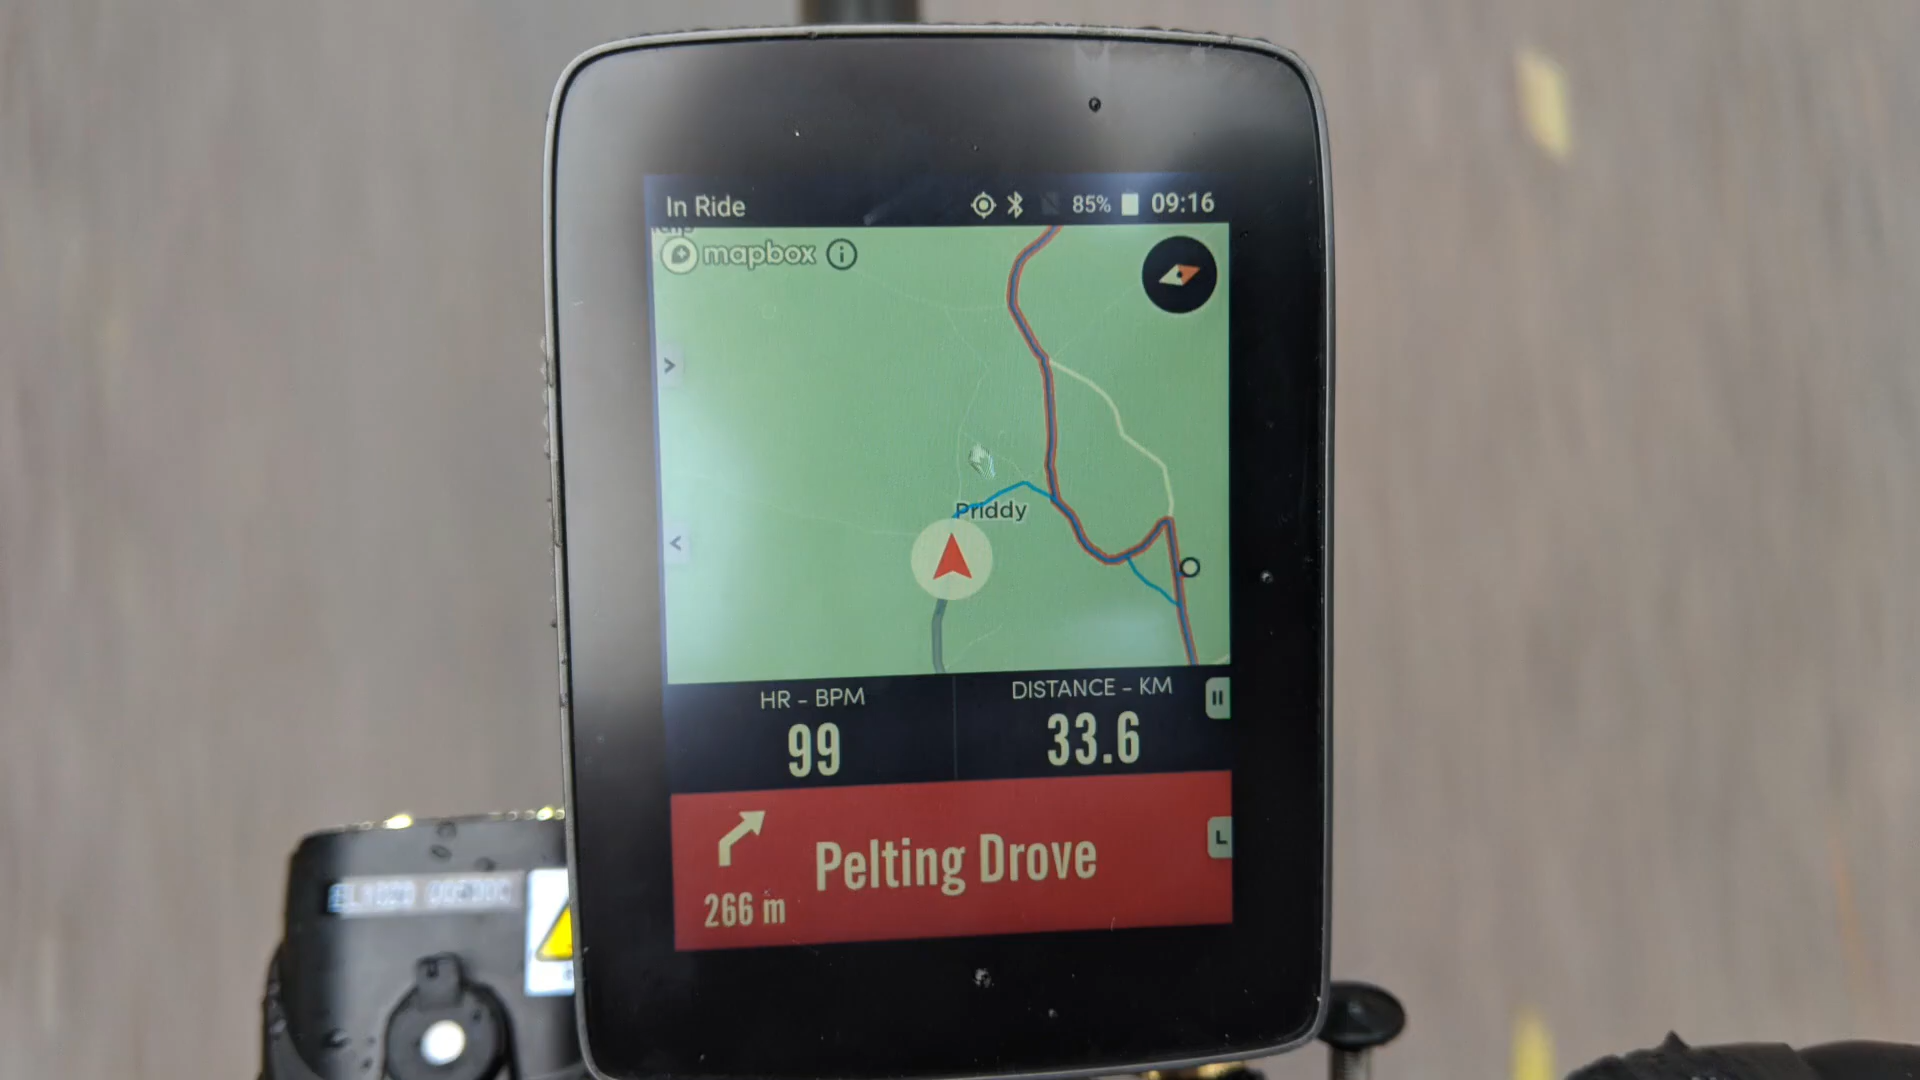 In Ride
85%
09:16
mapbox
Priddy
HR - BPM
DISTANCE - KM
99
33.6
L
Pelting Drove
266 m